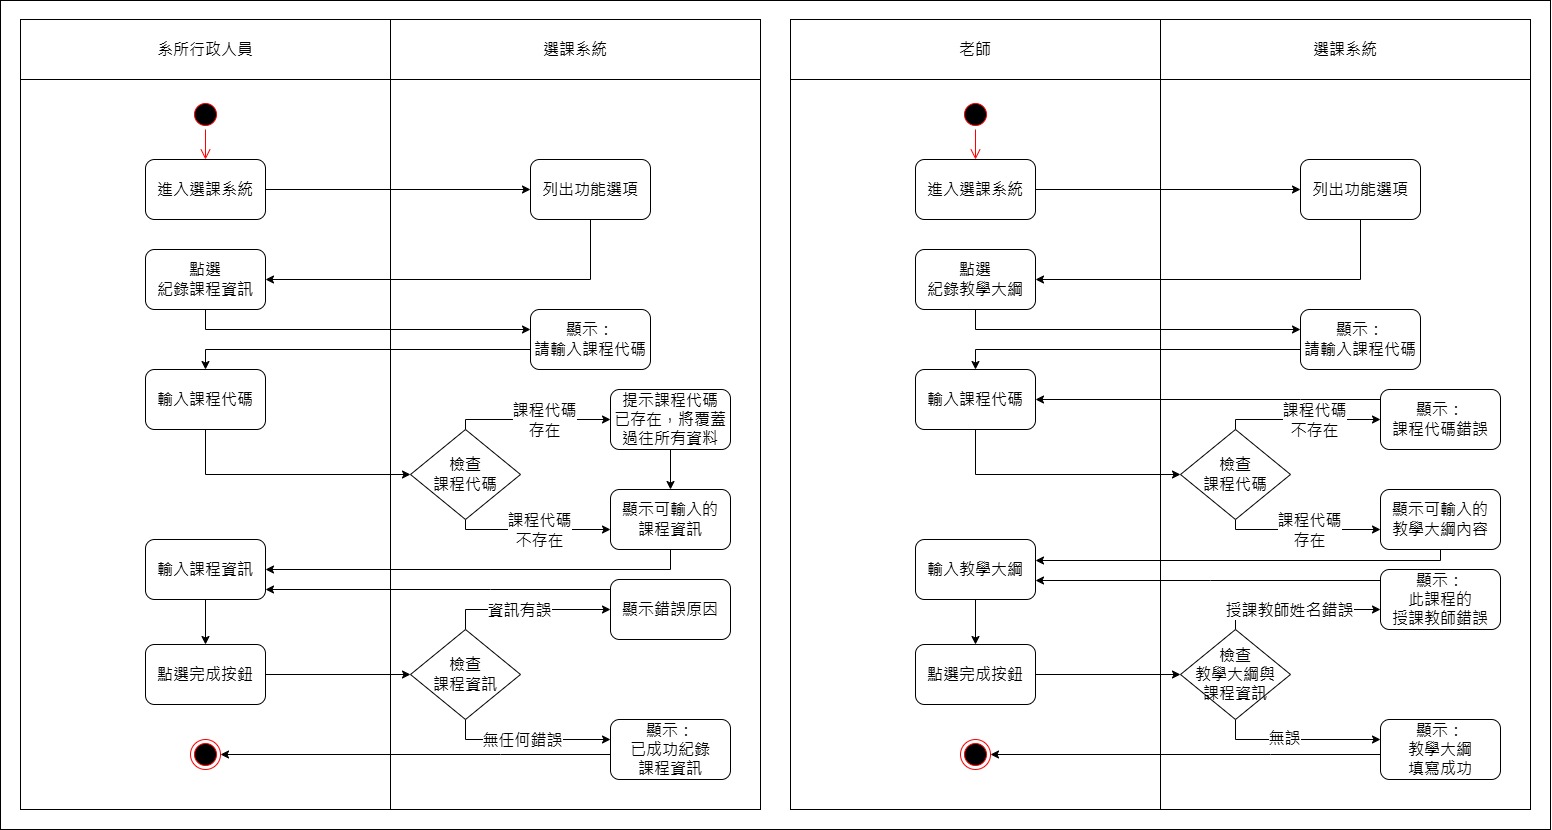 系所行政人員
選課系統
進入選課系統
列出功能選項
點選
紀錄課程資訊
顯示：
請輸入課程代碼
輸入課程代碼
課程代碼
存在
提示課程代碼
已存在，將覆蓋
過往所有資料
檢查
課程代碼
課程代碼
不存在
顯示可輸入的
課程資訊
輸入課程資訊
資訊有誤
顯示錯誤原因
點選完成按鈕
檢查
課程資訊
無任何錯誤
顯示：
已成功紀錄
課程資訊
老師
選課系統
進入選課系統
列出功能選項
點選
紀錄教學大綱
顯示：
請輸入課程代碼
輸入課程代碼
課程代碼
不存在
顯示：
課程代碼錯誤
檢查
課程代碼
課程代碼
存在
顯示可輸入的
教學大綱內容
輸入教學大綱
授課教師姓名錯誤
顯示：
此課程的
授課教師錯誤
點選完成按鈕
檢查
教學大綱與
課程資訊
無誤
顯示：
教學大綱
填寫成功